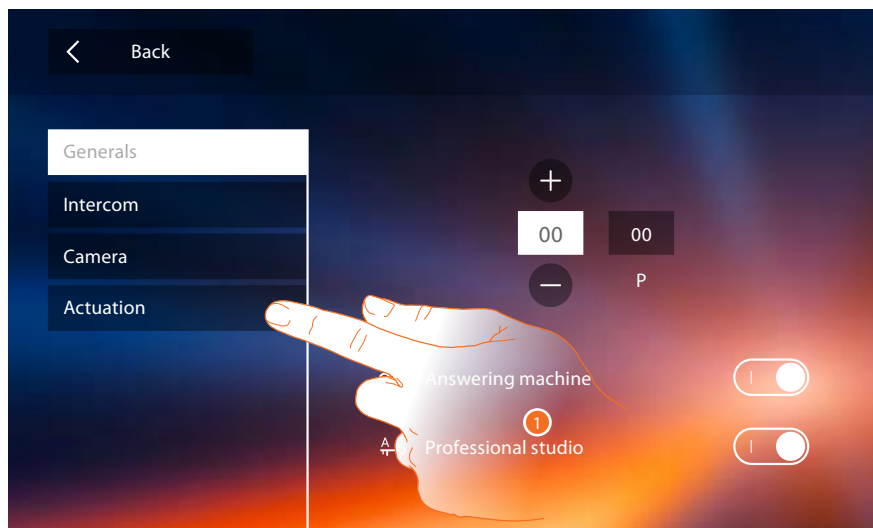 Back
Generals
Intercom
Camera
Actuation
00 00
P
Answering machine
1
A Professional studio